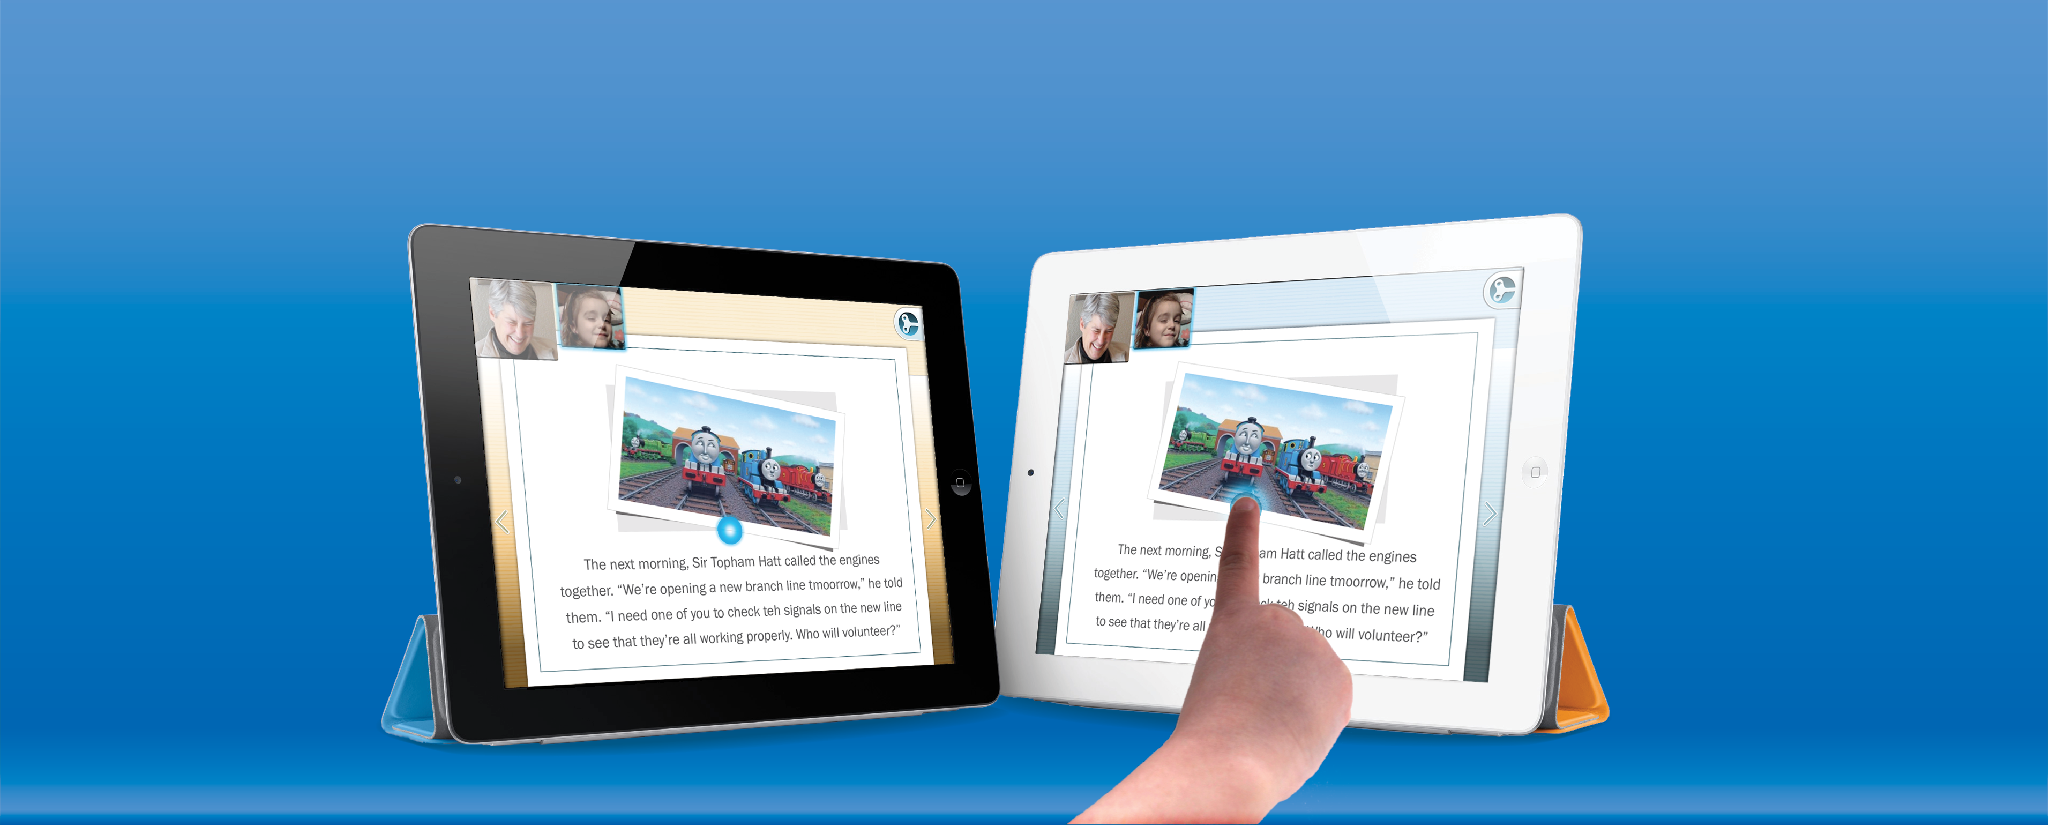 The next morning, Sir Topham Hatt called the engines
together. “We’re opening a new branch line tmoorrow,” he told
them. “I need one of you to check teh signals on the new line
to see that they’re all working properly. Who will volunteer?”
The next morning, S am Hatt called the engines
together. “We’re openin branch line tmoorrow,” he told
them. “I need one of yo ck teh signals on the new line
to see that they’re all Who will volunteer?”